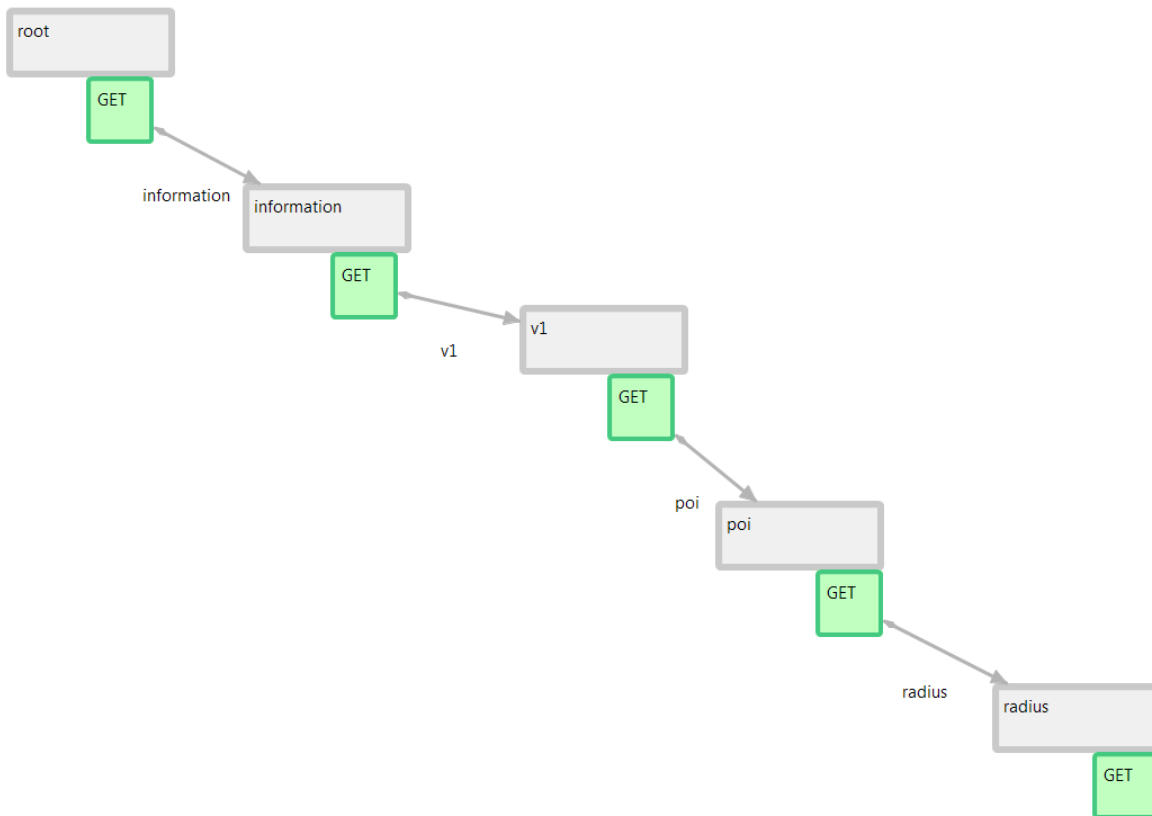 root
GET
information
information
GET
v1
v1
GET
poi
poi
GET
radius
radius
GET